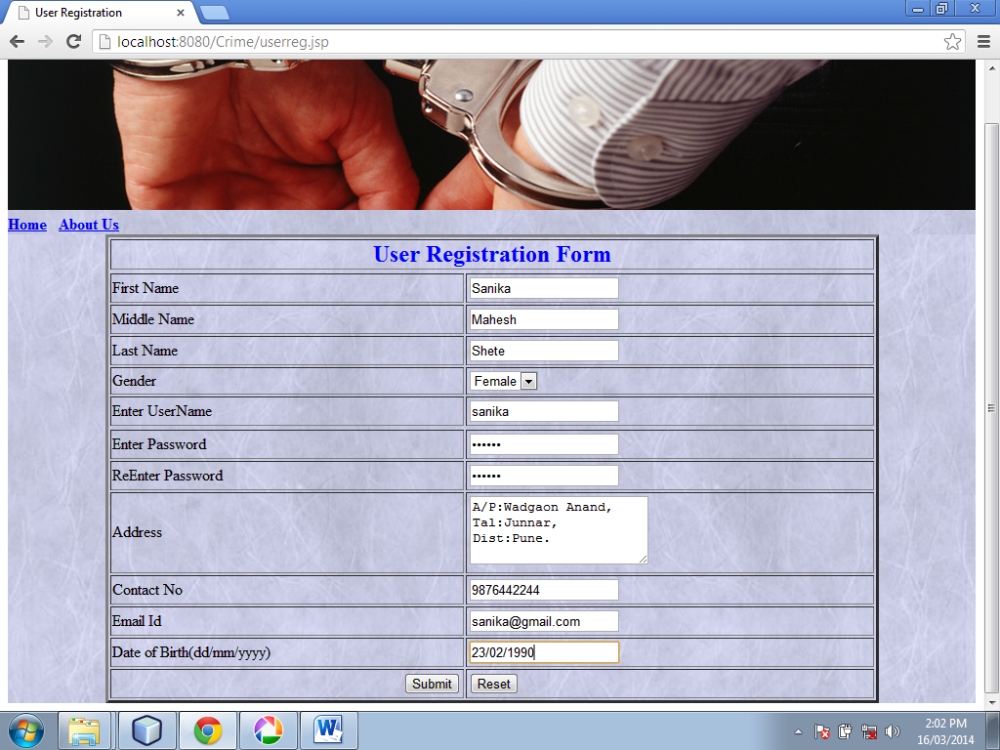 User Registration
localhost:8080/Crime/userreg.jsp
Home About Us
User Registration Form
First Name Sanika
Middle Name Mahesh
Last Name Shete
Gender Female
Enter UserName sanika
Enter Password ••••••
ReEnter Password ••••••
Address
A/P:Wadgaon Anand,
Tal:Junnar,
Dist:Pune.
Contact No 9876442244
Email Id sanika@gmail.com
Date of Birth(dd/mm/yyyy) 23/02/1990
Submit Reset
2:02 PM
16/03/2014